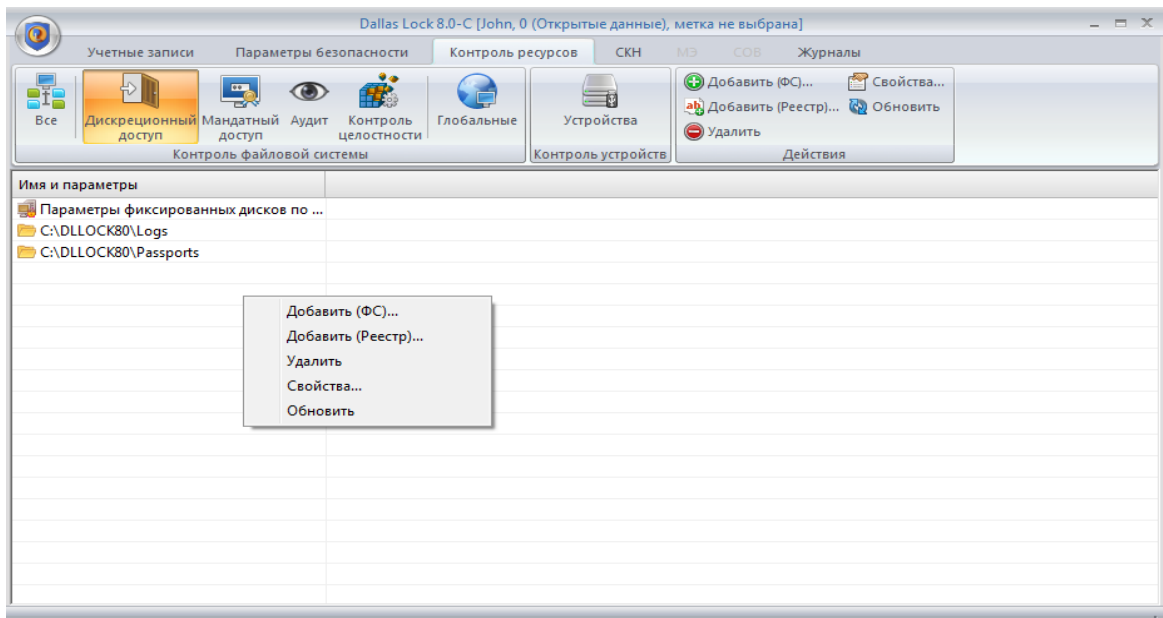 Dallas Lock 8.0-C [John, 0 (Открытые данные), метка не выбрана]
Учетные записи Параметры безопасности Контроль ресурсов СКН МЭ СОВ Журналы
Все
Дискреционный доступ
Мандатный доступ
Аудит
Контроль целостности
Глобальные
Контроль файловой системы
Устройства
Контроль устройств
Добавить (ФС)... Свойства...
Добавить (Реестр)... Обновить
Удалить
Действия
Имя и параметры
Параметры фиксированных дисков по ...
C:\DLLOCK80\Logs
C:\DLLOCK80\Passports
Добавить (ФС)...
Добавить (Реестр)...
Удалить
Свойства...
Обновить